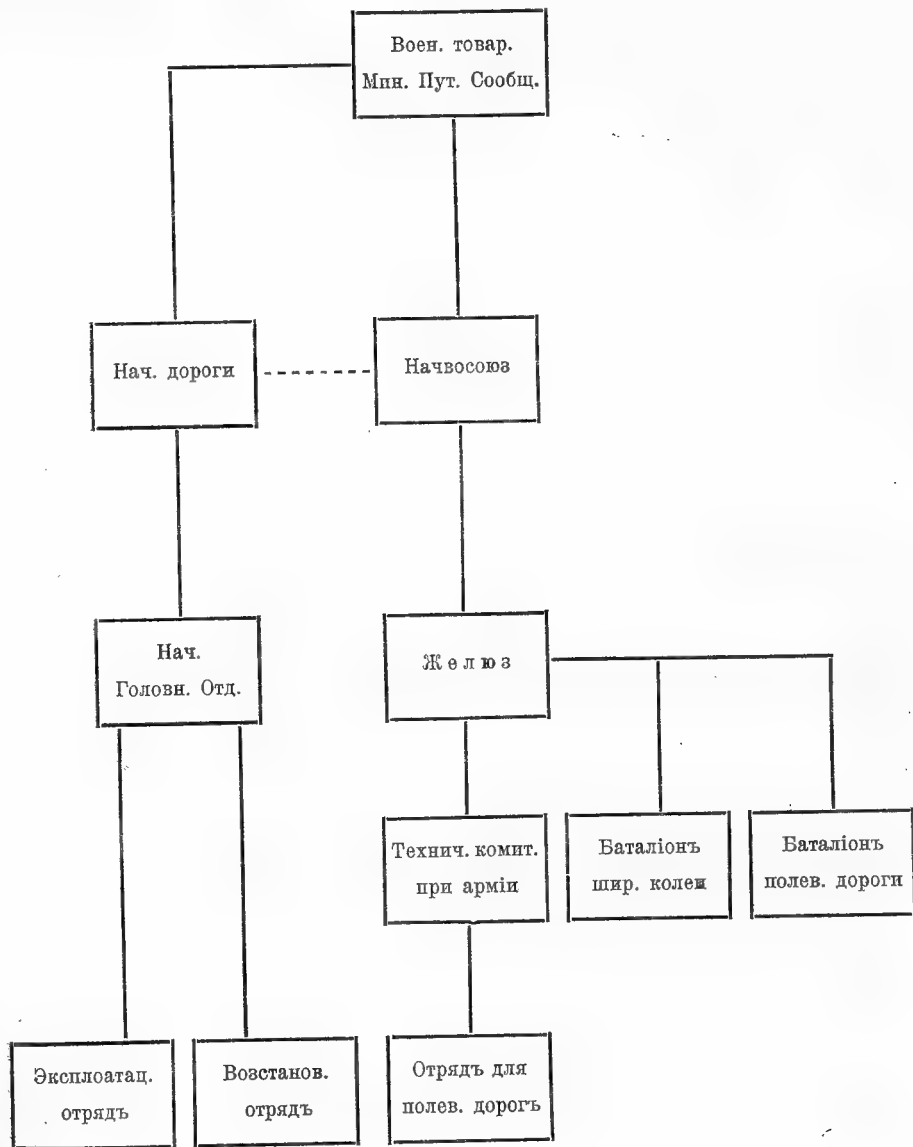 Воен. товар.
Мин. Пут. Сообщ.
Нач. дороги
Начвосоюз
Нач.
Головн. Отд.
Желюз
Технич. комит.
при арміи
Баталіонъ
шир. колеи
Баталіонъ
полев. дороги
Эксплоатац.
отрядъ
Возстанов.
отрядъ
Отрядъ для
полев. дорогъ